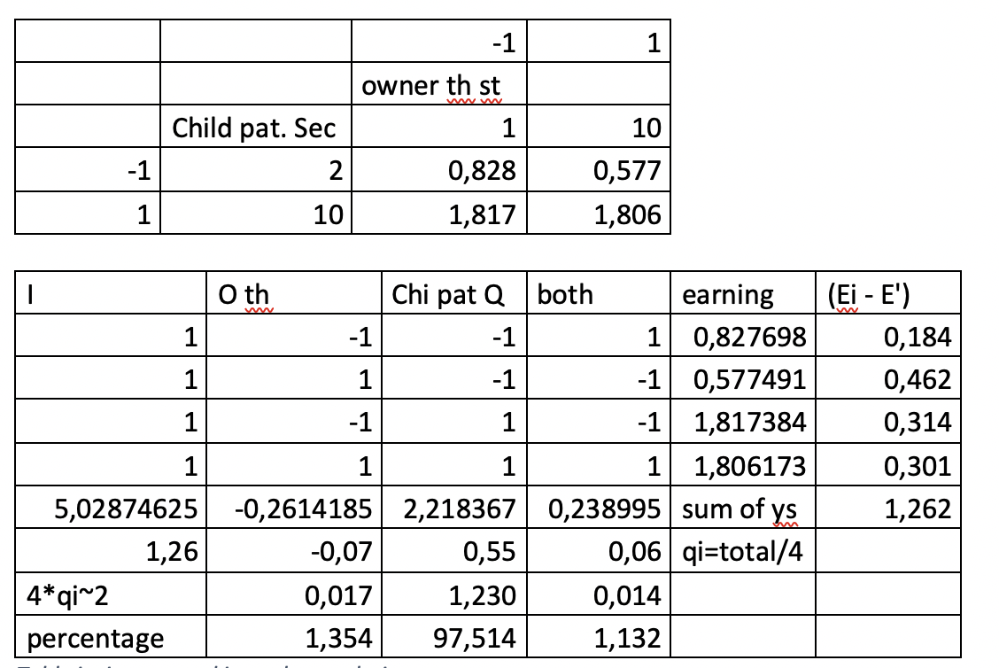 -1 1
owner th st
Child pat. Sec 1 10
-1 2 0,828 0,577
1 10 1,817 1,806
I O th Chi pat Q both earning (Ei - E')
1 -1 -1 1 0,827698 0,184
1 1 -1 -1 0,577491 0,462
1 -1 1 -1 1,817384 0,314
1 1 1 1 1,806173 0,301
5,02874625 -0,2614185 2,218367 0,238995 sum of ys 1,262
1,26 -0,07 0,55 0,06 qi=total/4
4*qi~2 0,017 1,230 0,014
percentage 1,354 97,514 1,132